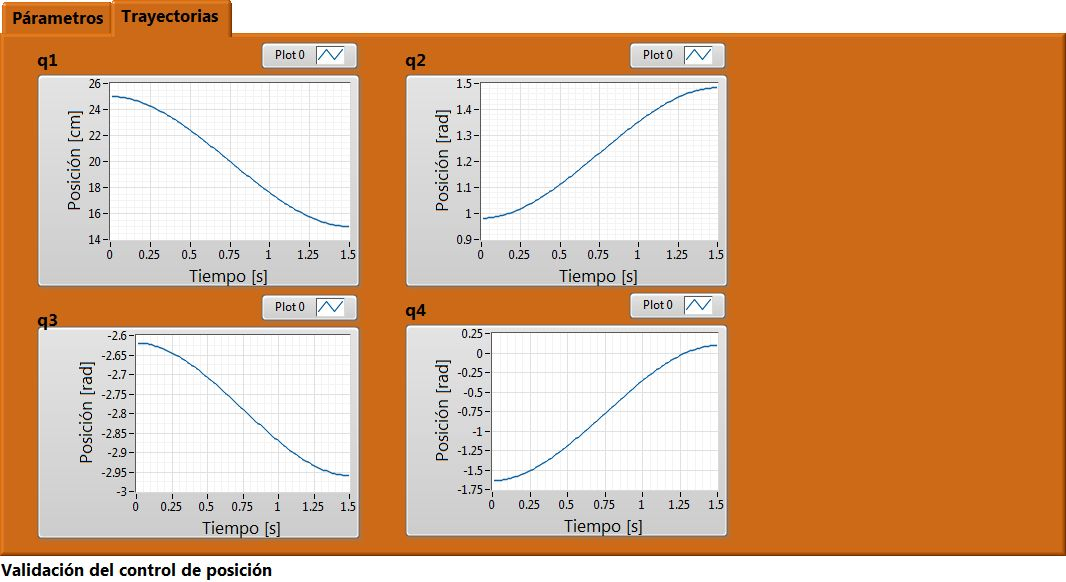 Párametros
Trayectorias
q1
Plot 0
Posición [cm]
26
24
22
20
18
16
14
0 0.25 0.5 0.75 1 1.25 1.5
Tiempo [s]
q2
Plot 0
Posición [rad]
1.5
1.4
1.3
1.2
1.1
1
0.9
0 0.25 0.5 0.75 1 1.25 1.5
Tiempo [s]
q3
Plot 0
Posición [rad]
-2.6
-2.65
-2.7
-2.75
-2.8
-2.85
-2.9
-2.95
-3
0 0.25 0.5 0.75 1 1.25 1.5
Tiempo [s]
q4
Plot 0
Posición [rad]
0.25
0
-0.25
-0.5
-0.75
-1
-1.25
-1.5
-1.75
0 0.25 0.5 0.75 1 1.25 1.5
Tiempo [s]
Validación del control de posición